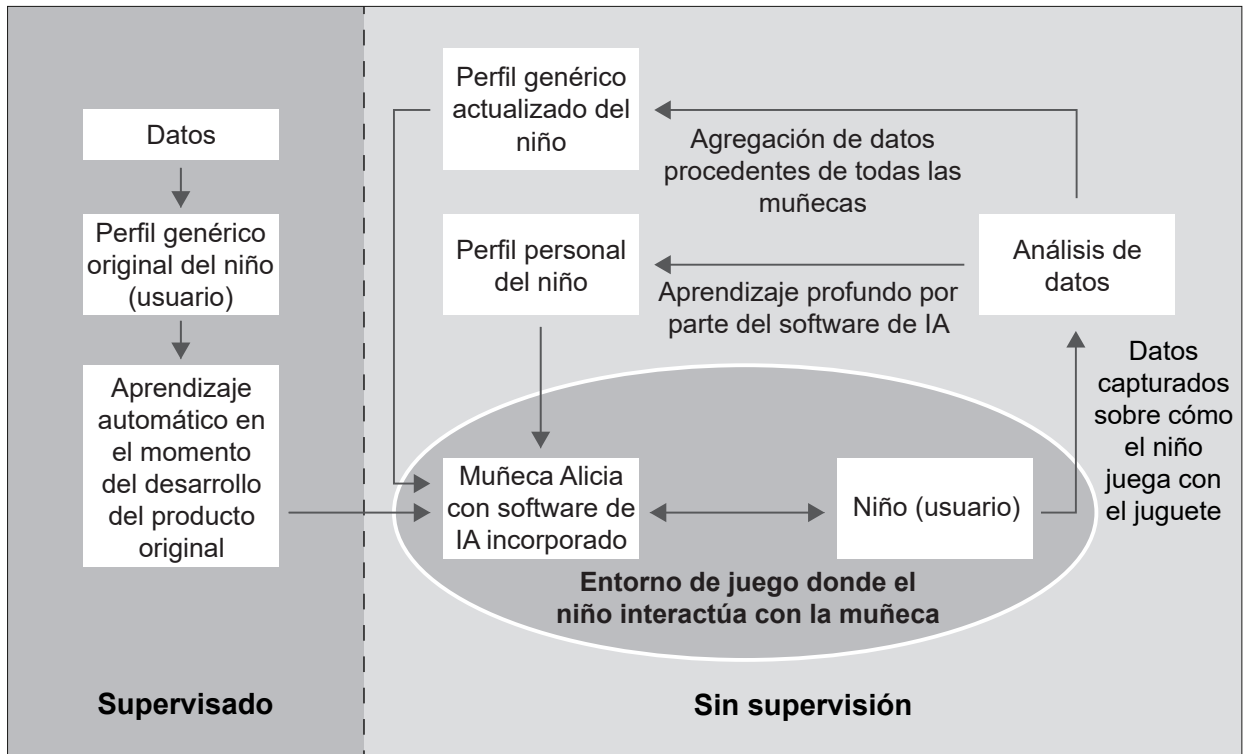 Datos
Perfil genérico
original del niño
(usuario)
Aprendizaje
automático en
el momento
del desarrollo
del producto
original
Supervisado
Perfil genérico
actualizado del
niño
Agregación de datos
procedentes de todas las
muñecas
Perfil personal
del niño
Aprendizaje profundo por
parte del software de IA
Análisis de
datos
Datos
capturados
sobre cómo
el niño
juega con
el juguete
Muñeca Alicia
con software de
IA incorporado
Niño (usuario)
Entorno de juego donde el
niño interactúa con la muñeca
Sin supervisión